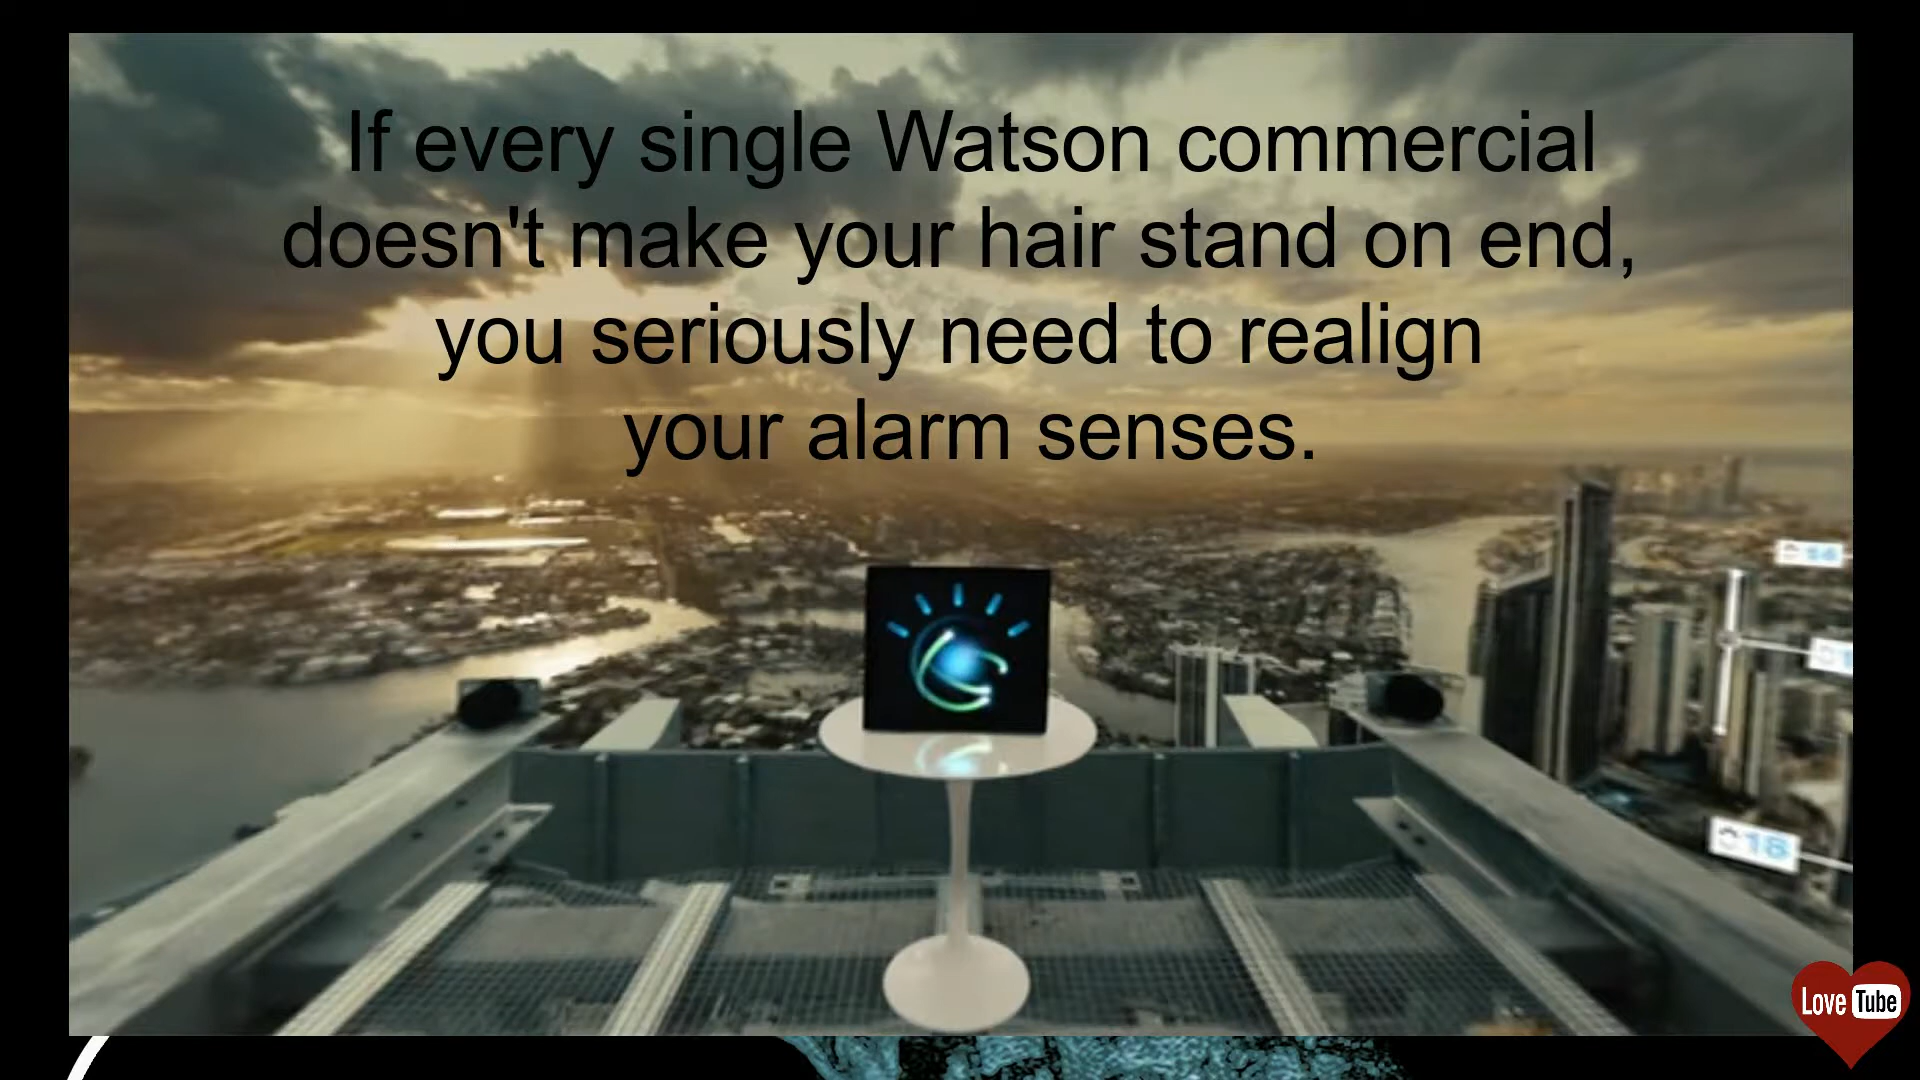 If every single Watson commercial
doesn't make your hair stand on end,
you seriously need to realign
your alarm senses.
18
Love Tube